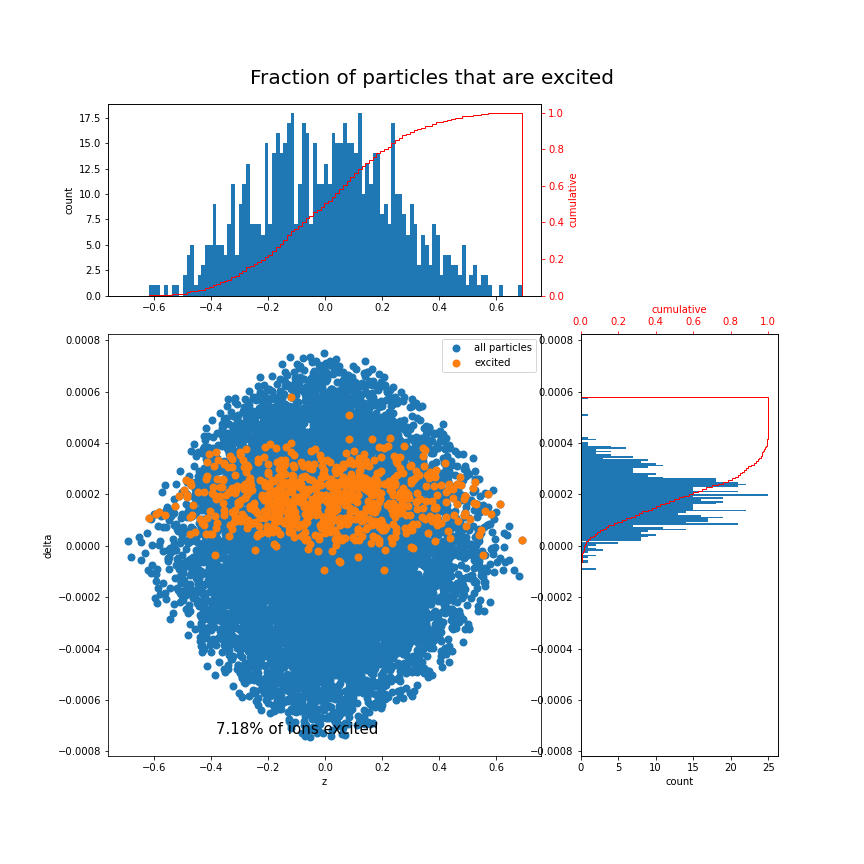 Fraction of particles that are excited
17.5
15.0
12.5
10.0
7.5
5.0
2.5
0.0
count
−0.6 −0.4 −0.2 0.0 0.2 0.4 0.6
1.0
0.8
0.6
0.4
0.2
0.0
cumulative
0.0008
0.0006
0.0004
0.0002
0.0000
−0.0002
−0.0004
−0.0006
−0.0008
delta
all particles
excited
7.18% of ions excited
−0.6 −0.4 −0.2 0.0 0.2 0.4 0.6
z
cumulative
0.0 0.2 0.4 0.6 0.8 1.0
0.0008
0.0006
0.0004
0.0002
0.0000
−0.0002
−0.0004
−0.0006
−0.0008
0 5 10 15 20 25
count